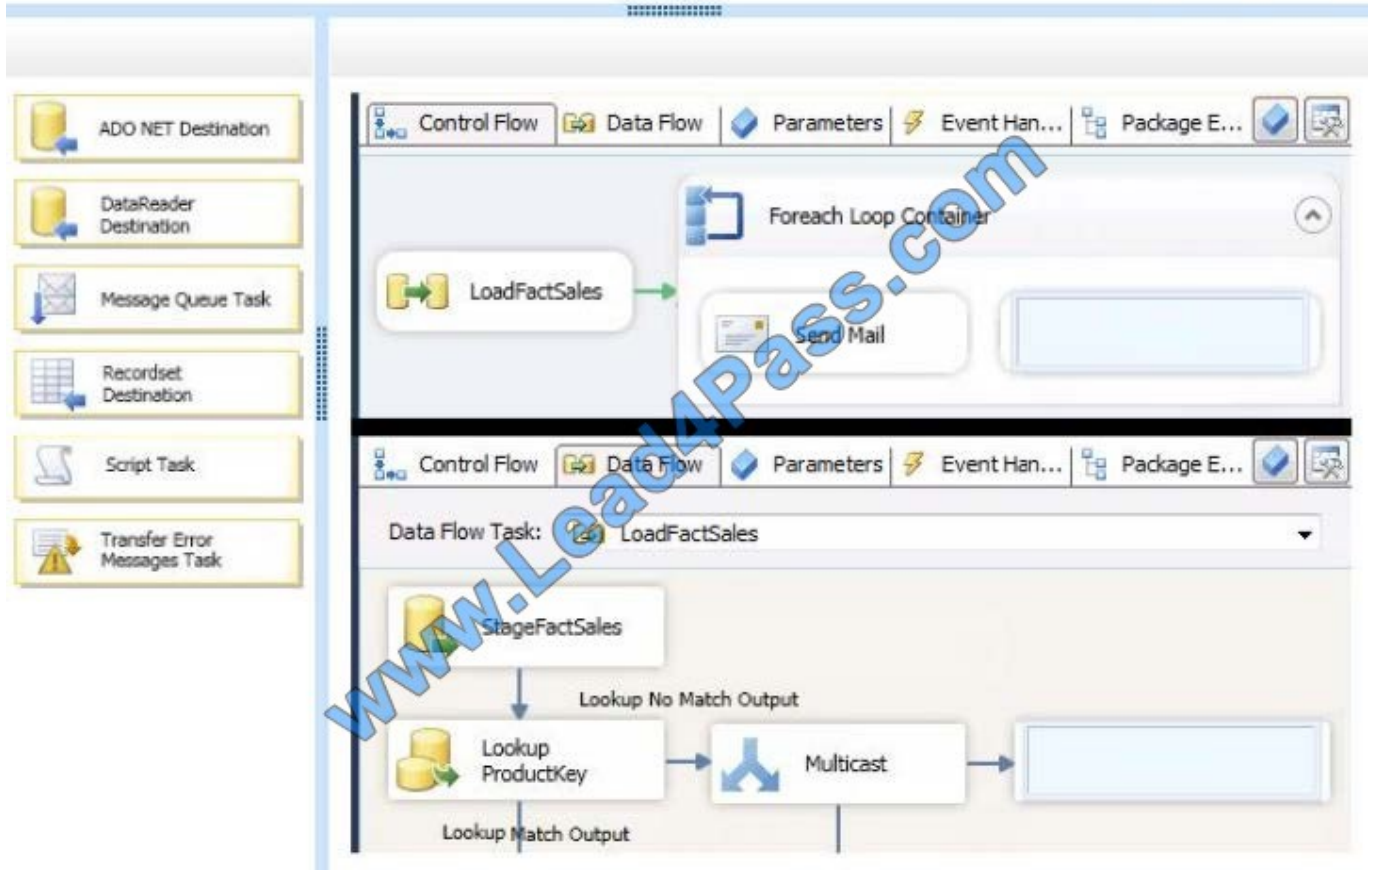 ADO NET Destination
DataReader
Destination
Message Queue Task
Recordset
Destination
Script Task
Transfer Error
Messages Task
Control Flow
Data Flow
Parameters
Event Han...
Package E...
Foreach Loop Container
LoadFactSales
Send Mail
Control Flow
Data Flow
Parameters
Event Han...
Package E...
Data Flow Task:
LoadFactSales
StageFactSales
Lookup No Match Output
Lookup
ProductKey
Multicast
Lookup Match Output
www.Lead4Pass.com